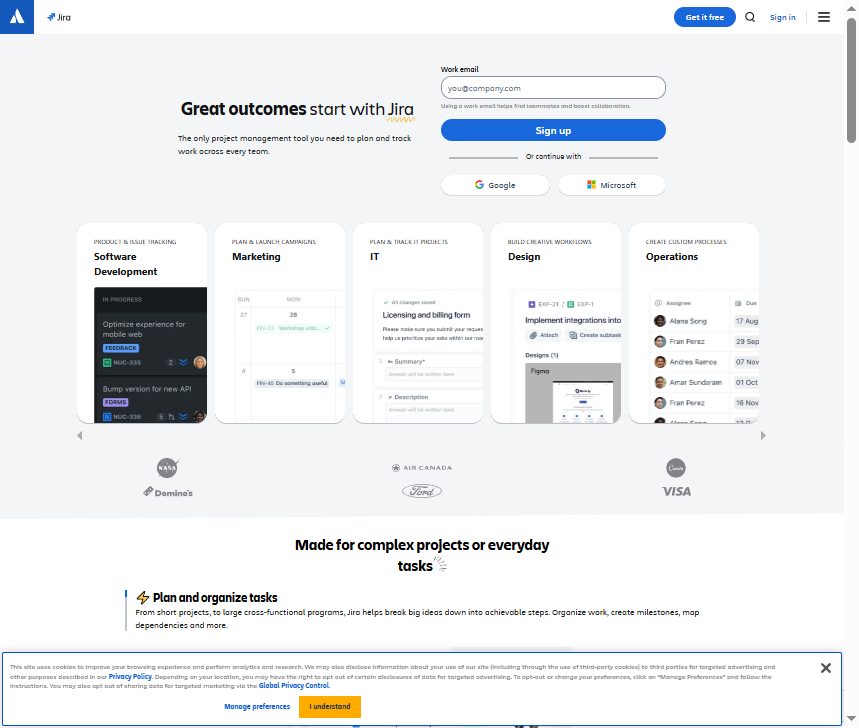 Jira
Get it free
Sign in
Work email
you@company.com
Using a work email helps find teammates and boost collaboration.
Great outcomes start with Jira
The only project management tool you need to plan and track
work across every team.
Sign up
Or continue with
Google
Microsoft
PRODUCT & ISSUE TRACKING
Software
Development
IN PROGRESS
Optimize experience for
mobile web
FEEDBACK
NUC-335 2
Bump version for new API
FORMS
NUC-336 5
PLAN & LAUNCH CAMPAIGNS
Marketing
SUN MON
27 28
FIN-33 Workshop with...
4 5
FIN-45 Do something useful
PLAN & TRACK IT PROJECTS
IT
All changes saved
Licensing and billing form
Please make sure you submit your reques
help us prioritize your asks within our roa
Summary*
Answer will be written here
Description
Answer will be written here
BUILD CREATIVE WORKFLOWS
Design
EXP-21 / EXP-1
Implement integrations into
Attach Create subtask
Designs (1)
Figma
CREATE CUSTOM PROCESSES
Operations
Assignee Due
Alana Song 17 Aug
Fran Perez 29 Sep
Andres Ramos 07 Nov
Amar Sundaram 01 Oct
Fran Perez 16 Nov
NASA
AIR CANADA
Canva
Domino's
Ford
VISA
Made for complex projects or everyday
tasks
Plan and organize tasks
From short projects, to large cross-functional programs, Jira helps break big ideas down into achievable steps. Organize work, create milestones, map
dependencies and more.
This site uses cookies to improve your browsing experience and perform analytics and research. We may also disclose information about your use of our site (including through the use of third-party cookies) to third parties for targeted advertising and
other purposes described in our Privacy Policy. Depending on your location, you may have the right to opt out of certain disclosures of data for targeted advertising. To opt-out or change your preferences, click on "Manage Preferences" and follow the
instructions. You may also opt out of sharing data for targeted marketing via the Global Privacy Control.
Manage preferences
I understand